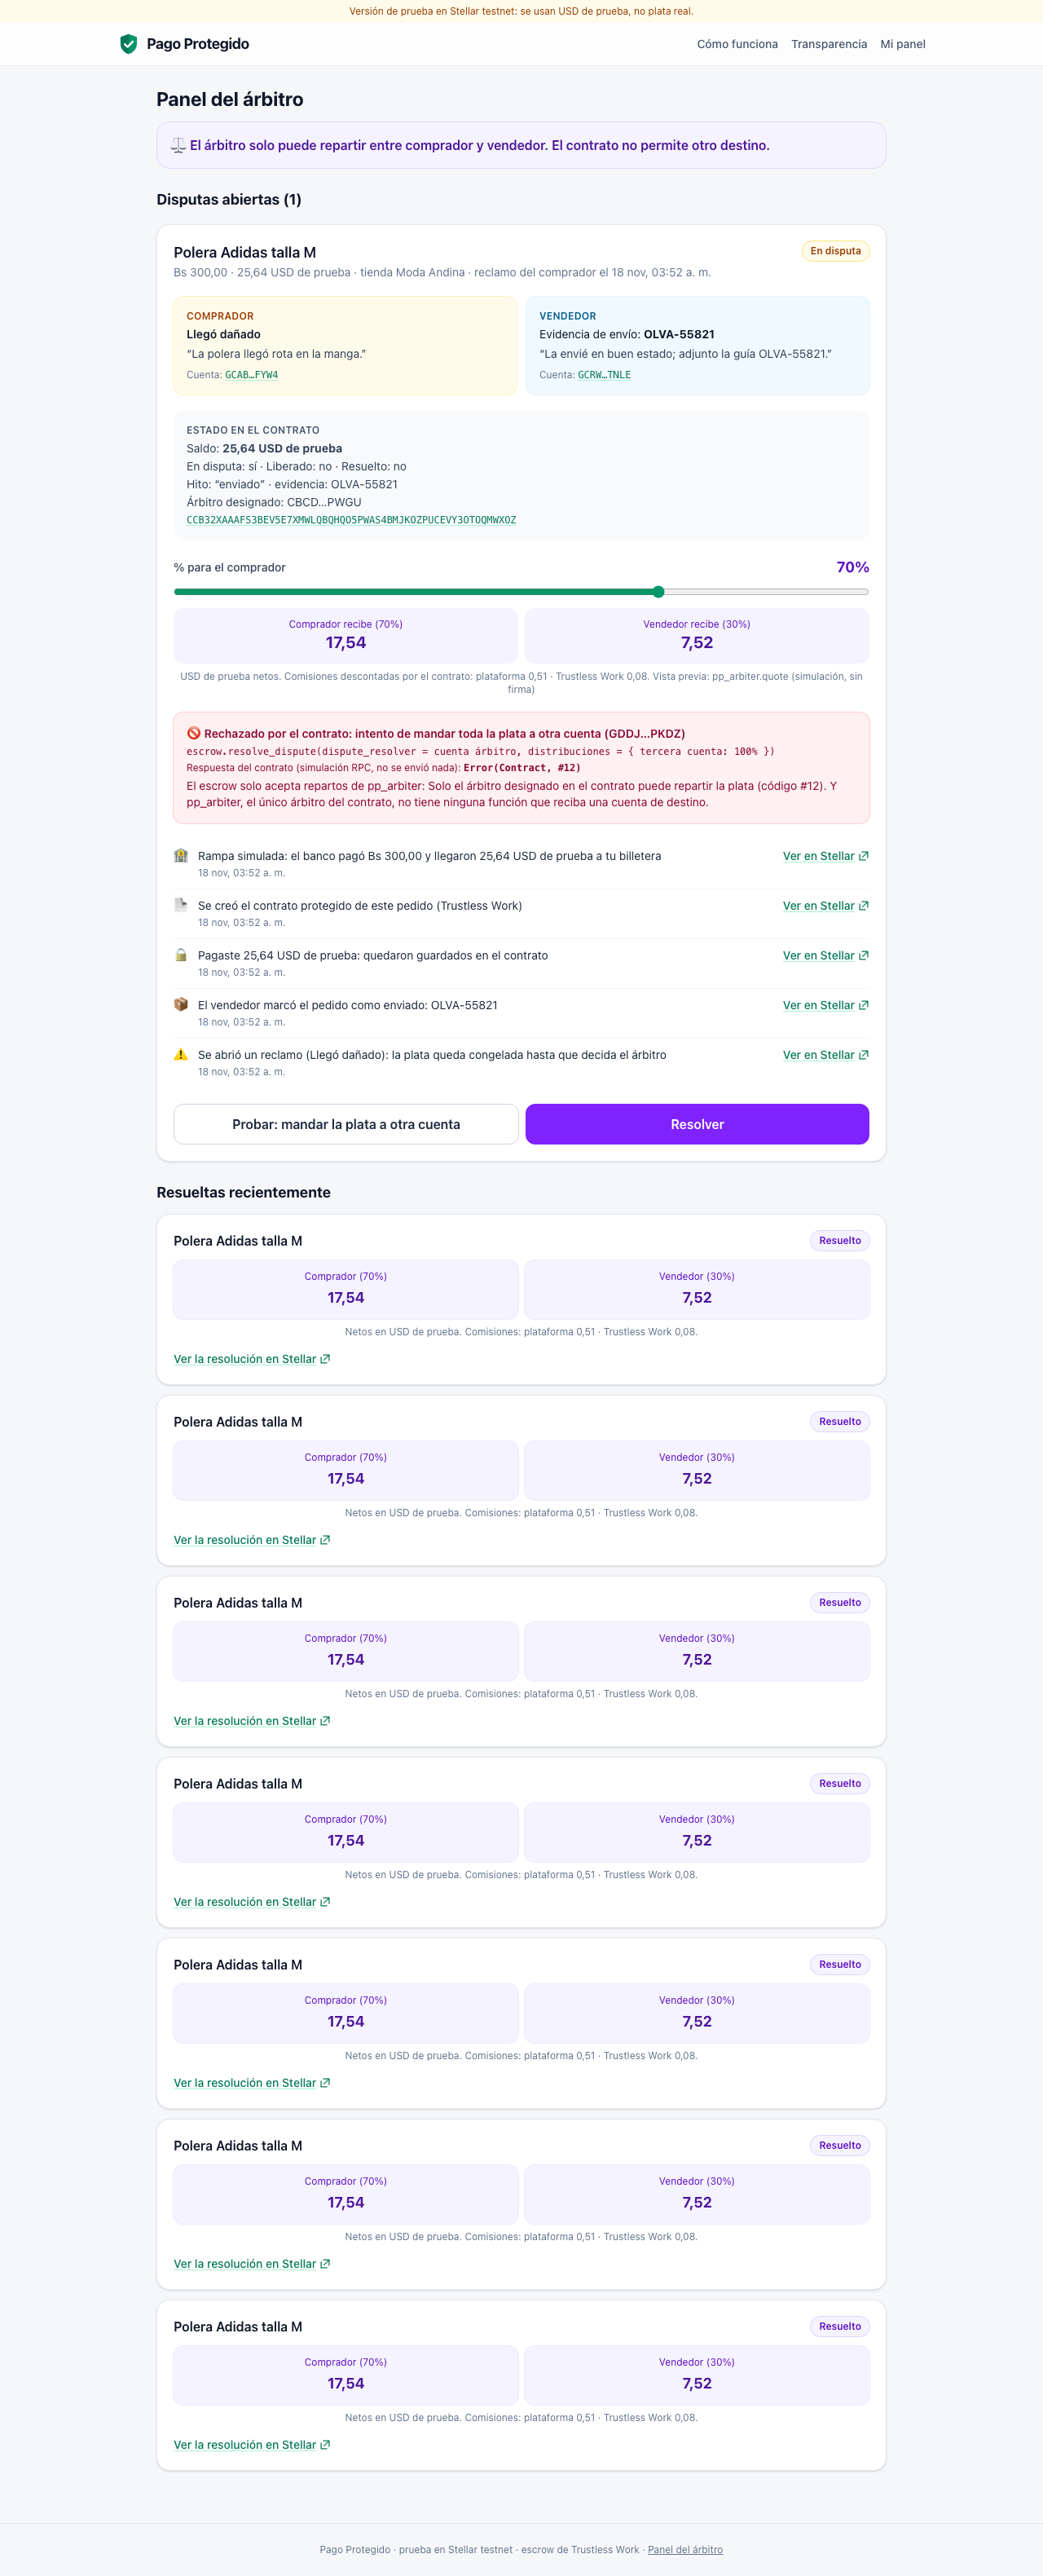 Versión de prueba en Stellar testnet: se usan USD de prueba, no plata real.
Pago Protegido
Cómo funciona
Transparencia
Mi panel
Panel del árbitro
El árbitro solo puede repartir entre comprador y vendedor. El contrato no permite otro destino.
Disputas abiertas (1)
Polera Adidas talla M
En disputa
Bs 300,00 · 25,64 USD de prueba · tienda Moda Andina · reclamo del comprador el 18 nov, 03:52 a. m.
COMPRADOR
Llegó dañado
“La polera llegó rota en la manga.”
Cuenta: GCAB…FYW4
VENDEDOR
Evidencia de envío: OLVA-55821
“La envié en buen estado; adjunto la guía OLVA-55821.”
Cuenta: GCRW…TNLE
ESTADO EN EL CONTRATO
Saldo: 25,64 USD de prueba
En disputa: sí · Liberado: no · Resuelto: no
Hito: “enviado” · evidencia: OLVA-55821
Árbitro designado: CBCD…PWGU
CCB32XAAAFS3BEV5E7XMWLQBQHQO5PWAS4BMJKOZPUCEVY3OTOQMWXOZ
% para el comprador
70%
Comprador recibe (70%)
17,54
Vendedor recibe (30%)
7,52
USD de prueba netos. Comisiones descontadas por el contrato: plataforma 0,51 · Trustless Work 0,08. Vista previa: pp_arbiter.quote (simulación, sin
firma)
Rechazado por el contrato: intento de mandar toda la plata a otra cuenta (GDDJ…PKDZ)
escrow.resolve_dispute(dispute_resolver = cuenta árbitro, distribuciones = { tercera cuenta: 100% })
Respuesta del contrato (simulación RPC, no se envió nada): Error(Contract, #12)
El escrow solo acepta repartos de pp_arbiter: Solo el árbitro designado en el contrato puede repartir la plata (código #12). Y
pp_arbiter, el único árbitro del contrato, no tiene ninguna función que reciba una cuenta de destino.
Rampa simulada: el banco pagó Bs 300,00 y llegaron 25,64 USD de prueba a tu billetera
Ver en Stellar
18 nov, 03:52 a. m.
Se creó el contrato protegido de este pedido (Trustless Work)
Ver en Stellar
18 nov, 03:52 a. m.
Pagaste 25,64 USD de prueba: quedaron guardados en el contrato
Ver en Stellar
18 nov, 03:52 a. m.
El vendedor marcó el pedido como enviado: OLVA-55821
Ver en Stellar
18 nov, 03:52 a. m.
Se abrió un reclamo (Llegó dañado): la plata queda congelada hasta que decida el árbitro
Ver en Stellar
18 nov, 03:52 a. m.
Probar: mandar la plata a otra cuenta
Resolver
Resueltas recientemente
Polera Adidas talla M
Resuelto
Comprador (70%)
17,54
Vendedor (30%)
7,52
Netos en USD de prueba. Comisiones: plataforma 0,51 · Trustless Work 0,08.
Ver la resolución en Stellar
Polera Adidas talla M
Resuelto
Comprador (70%)
17,54
Vendedor (30%)
7,52
Netos en USD de prueba. Comisiones: plataforma 0,51 · Trustless Work 0,08.
Ver la resolución en Stellar
Polera Adidas talla M
Resuelto
Comprador (70%)
17,54
Vendedor (30%)
7,52
Netos en USD de prueba. Comisiones: plataforma 0,51 · Trustless Work 0,08.
Ver la resolución en Stellar
Polera Adidas talla M
Resuelto
Comprador (70%)
17,54
Vendedor (30%)
7,52
Netos en USD de prueba. Comisiones: plataforma 0,51 · Trustless Work 0,08.
Ver la resolución en Stellar
Polera Adidas talla M
Resuelto
Comprador (70%)
17,54
Vendedor (30%)
7,52
Netos en USD de prueba. Comisiones: plataforma 0,51 · Trustless Work 0,08.
Ver la resolución en Stellar
Polera Adidas talla M
Resuelto
Comprador (70%)
17,54
Vendedor (30%)
7,52
Netos en USD de prueba. Comisiones: plataforma 0,51 · Trustless Work 0,08.
Ver la resolución en Stellar
Polera Adidas talla M
Resuelto
Comprador (70%)
17,54
Vendedor (30%)
7,52
Netos en USD de prueba. Comisiones: plataforma 0,51 · Trustless Work 0,08.
Ver la resolución en Stellar
Pago Protegido · prueba en Stellar testnet · escrow de Trustless Work · Panel del árbitro